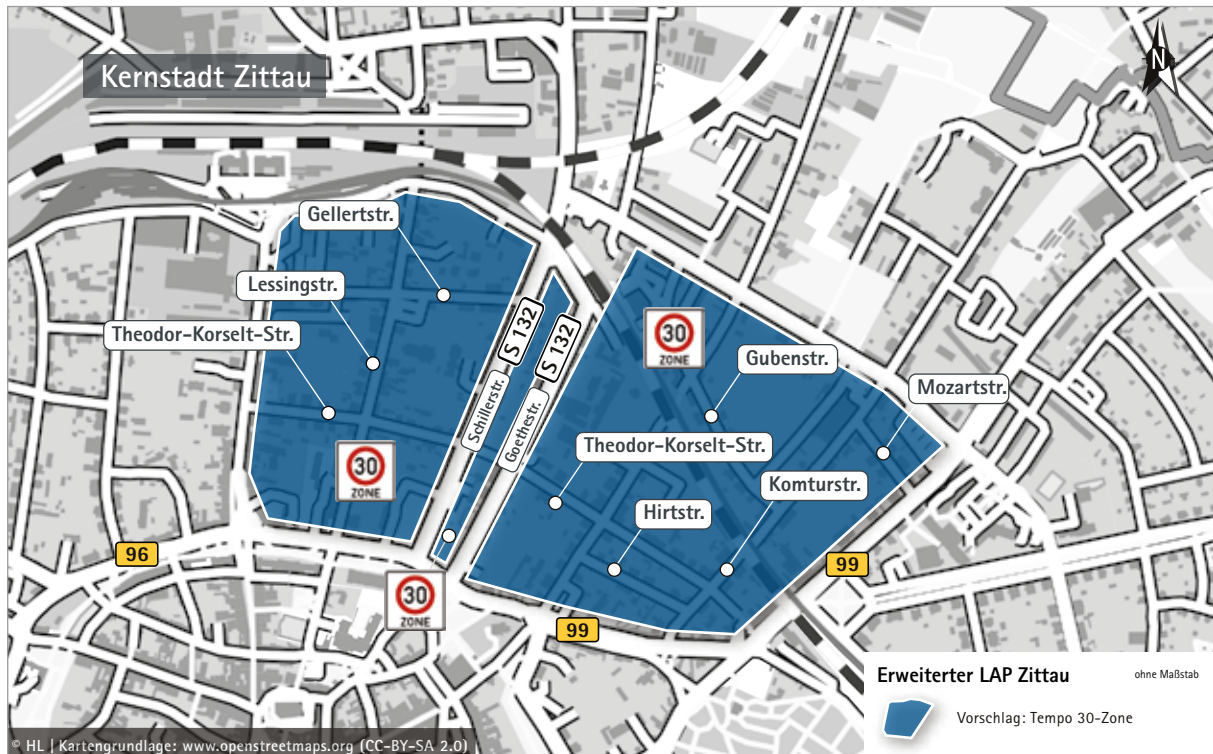 Kernstadt Zittau
N
Gellertstr.
Lessingstr.
Theodor-Korselt-Str.
S 132
S 132
Schillerstr.
Goethestr.
30
ZONE
Gubenstr.
Mozartstr.
Theodor-Korselt-Str.
Komturstr.
Hirtstr.
30
ZONE
96
99
30
ZONE
99
Erweiterter LAP Zittau
ohne Maßstab
Vorschlag: Tempo 30-Zone
© HL | Kartengrundlage: www.openstreetmaps.org (CC-BY-SA 2.0)